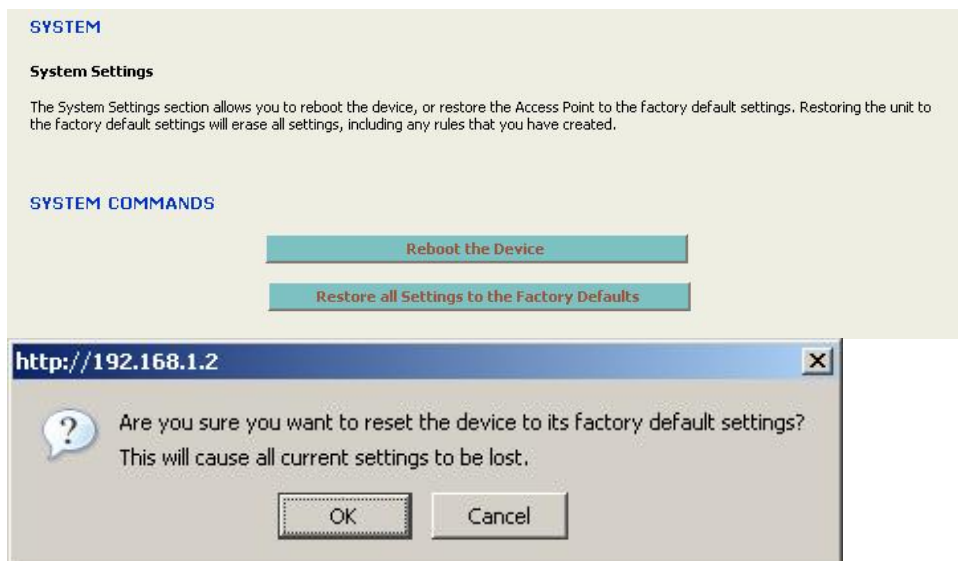 SYSTEM
System Settings
The System Settings section allows you to reboot the device, or restore the Access Point to the factory default settings. Restoring the unit to
the factory default settings will erase all settings, including any rules that you have created.
SYSTEM COMMANDS
Reboot the Device
Restore all Settings to the Factory Defaults
http://192.168.1.2
Are you sure you want to reset the device to its factory default settings?
This will cause all current settings to be lost.
OK Cancel